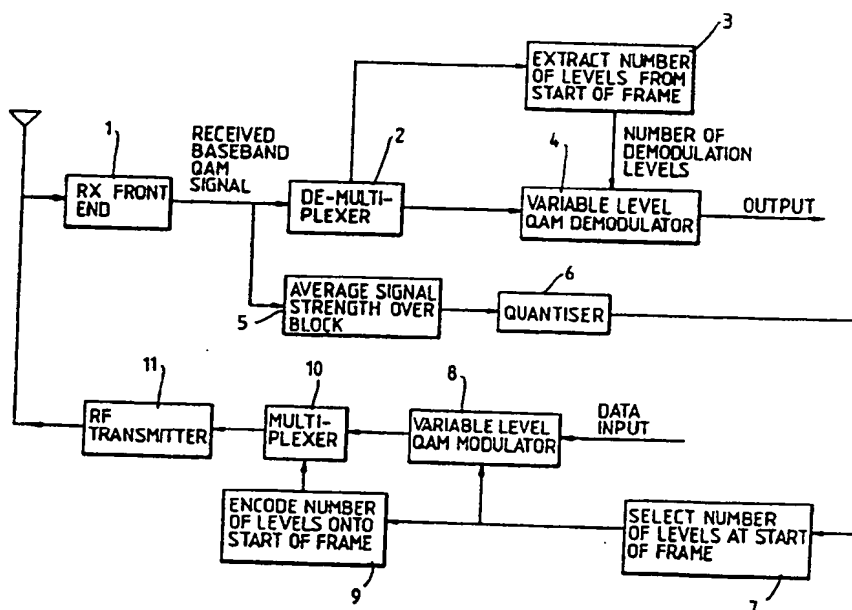 3
EXTRACT NUMBER
OF LEVELS FROM
START OF FRAME
1
RECEIVED
BASEBAND
QAM
SIGNAL
2
4
NUMBER OF
DEMODULATION
LEVELS
RX FRONT
END
DE-MULTI-
PLEXER
VARIABLE LEVEL
QAM DEMODULATOR
OUTPUT
5
AVERAGE SIGNAL
STRENGTH OVER
BLOCK
6
QUANTISER
11
10
8
RF
TRANSMITTER
MULTI-
PLEXER
VARIABLE LEVEL
QAM MODULATOR
DATA
INPUT
ENCODE NUMBER
OF LEVELS ONTO
START OF FRAME
SELECT NUMBER
OF LEVELS AT START
OF FRAME
9
7